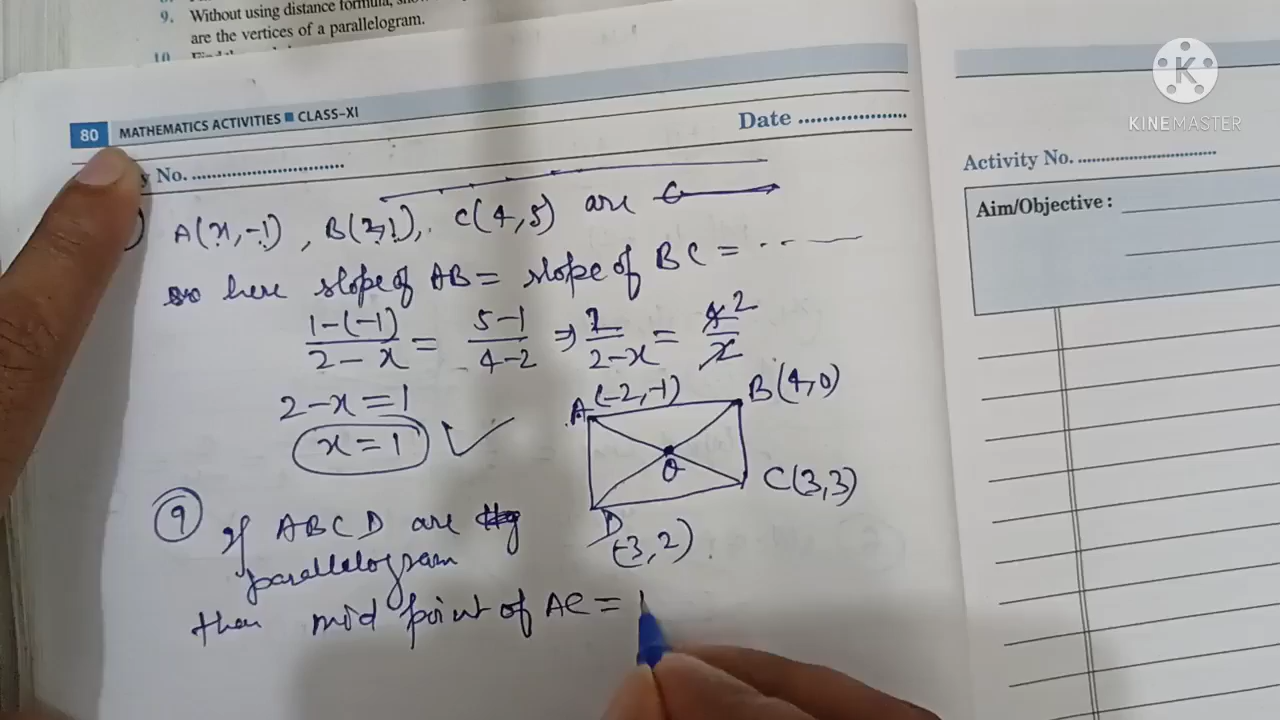 9. Without using distance formula,
are the vertices of a parallelogram.
10
KINEMASTER
80 MATHEMATICS ACTIVITIES ■ CLASS–XI
Date ....................
No. ................................
Activity No. ................................
Aim/Objective :
A(x, -1), B(2,1), C(4,5) are
so here slope of AB = slope of BC = ...
1-(-1)/2-x = 5-1/4-2 ⇒ 2/2-x = 4 2/2
2-x = 1
x = 1 ✓
A(-2,-1)
B(4,0)
O
C(3,3)
D(-3,2)
⑨ If ABCD are
parallelogram
then mid point of AC =